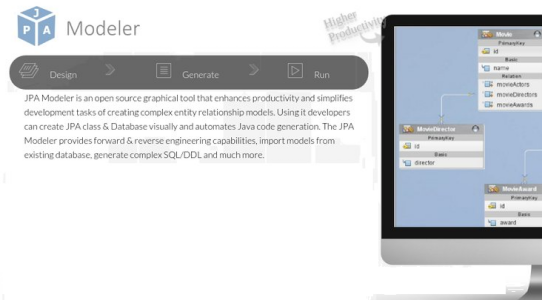 JPA Modeler
Higher
Productivity
Design
Generate
Run
JPA Modeler is an open source graphical tool that enhances productivity and simplifies
development tasks of creating complex entity relationship models. Using it developers
can create JPA class & Database visually and automates Java code generation. The JPA
Modeler provides forward & reverse engineering capabilities, import models from
existing database, generate complex SQL/DDL and much more.
Movie
PrimaryKey
id
Basic
name
Relation
movieActors
movieDirectors
movieAwards
MovieDirector
PrimaryKey
id
Basic
director
MovieAward
PrimaryKey
id
Basic
award